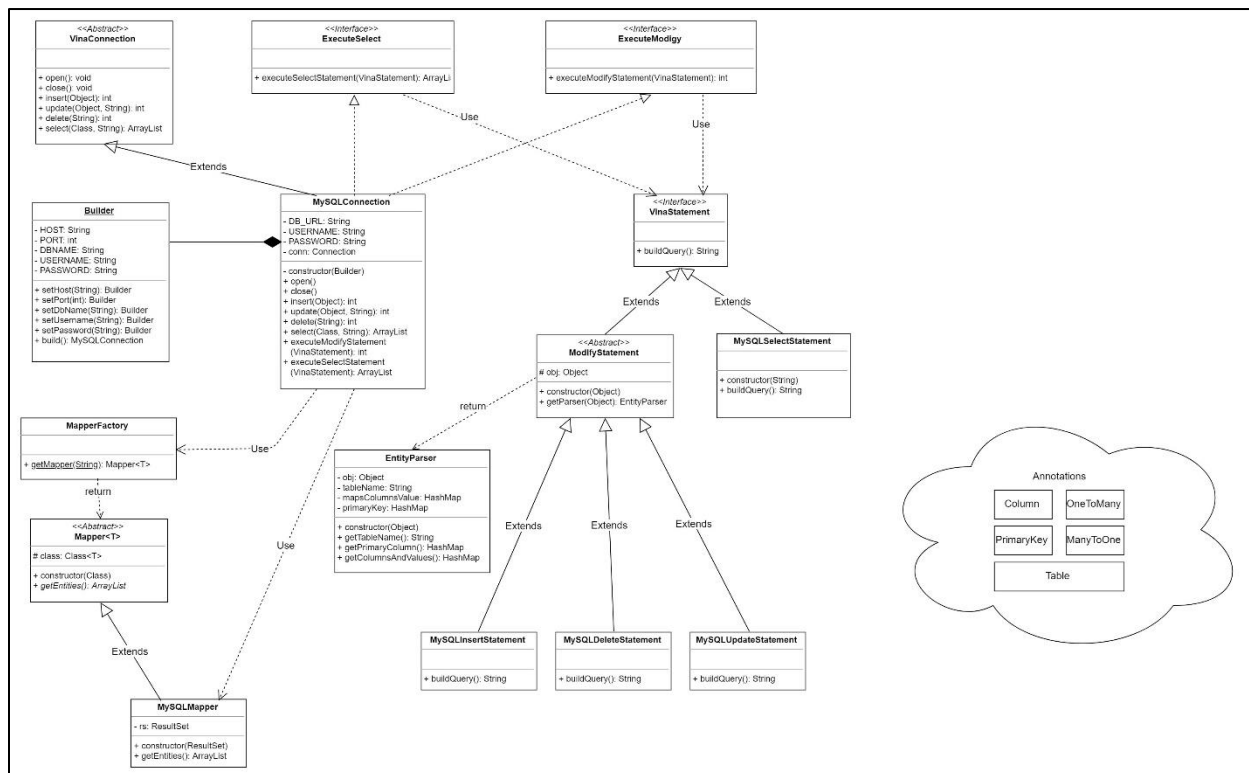 <<Abstract>>
VinaConnection
+ open(): void
+ close(): void
+ insert(Object): int
+ update(Object, String): int
+ delete(String): int
+ select(Class, String): ArrayList
<<Interface>>
ExecuteSelect
+ executeSelectStatement(VinaStatement): ArrayLi
<<Interface>>
ExecuteModigy
+ executeModifyStatement(VinaStatement): int
Use
Use
Extends
Builder
- HOST: String
- PORT: int
- DBNAME: String
- USERNAME: String
- PASSWORD: String
+ setHost(String): Builder
+ setPort(int): Builder
+ setDbName(String): Builder
+ setUsername(String): Builder
+ setPassword(String): Builder
+ build(): MySQLConnection
MySQLConnection
- DB_URL: String
- USERNAME: String
- PASSWORD: String
- conn: Connection
- constructor(Builder)
+ open()
+ close()
+ insert(Object): int
+ update(Object, String): int
+ delete(String): int
+ select(Class, String): ArrayList
+ executeModifyStatement
(VinaStatement): int
+ executeSelectStatement
(VinaStatement): ArrayList
<<Interface>>
VinaStatement
+ buildQuery(): String
Extends
Extends
<<Abstract>>
ModifyStatement
# obj: Object
+ constructor(Object)
+ getParser(Object): EntityParser
MySQLSelectStatement
+ constructor(String)
+ buildQuery(): String
return
MapperFactory
+ getMapper(String): Mapper<T>
Use
return
<<Abstract>>
Mapper<T>
# class: Class<T>
+ constructor(Class)
+ getEntities(): ArrayList
Use
EntityParser
- obj: Object
- tableName: String
- mapsColumnsValue: HashMap
- primaryKey: HashMap
+ constructor(Object)
+ getTableName(): String
+ getPrimaryColumn(): HashMap
+ getColumnsAndValues(): HashMap
Extends
Extends
Extends
Annotations
Column
OneToMany
PrimaryKey
ManyToOne
Table
MySQLInsertStatement
+ buildQuery(): String
MySQLDeleteStatement
+ buildQuery(): String
MySQLUpdateStatement
+ buildQuery(): String
Extends
MySQLMapper
- rs: ResultSet
+ constructor(ResultSet)
+ getEntities(): ArrayList